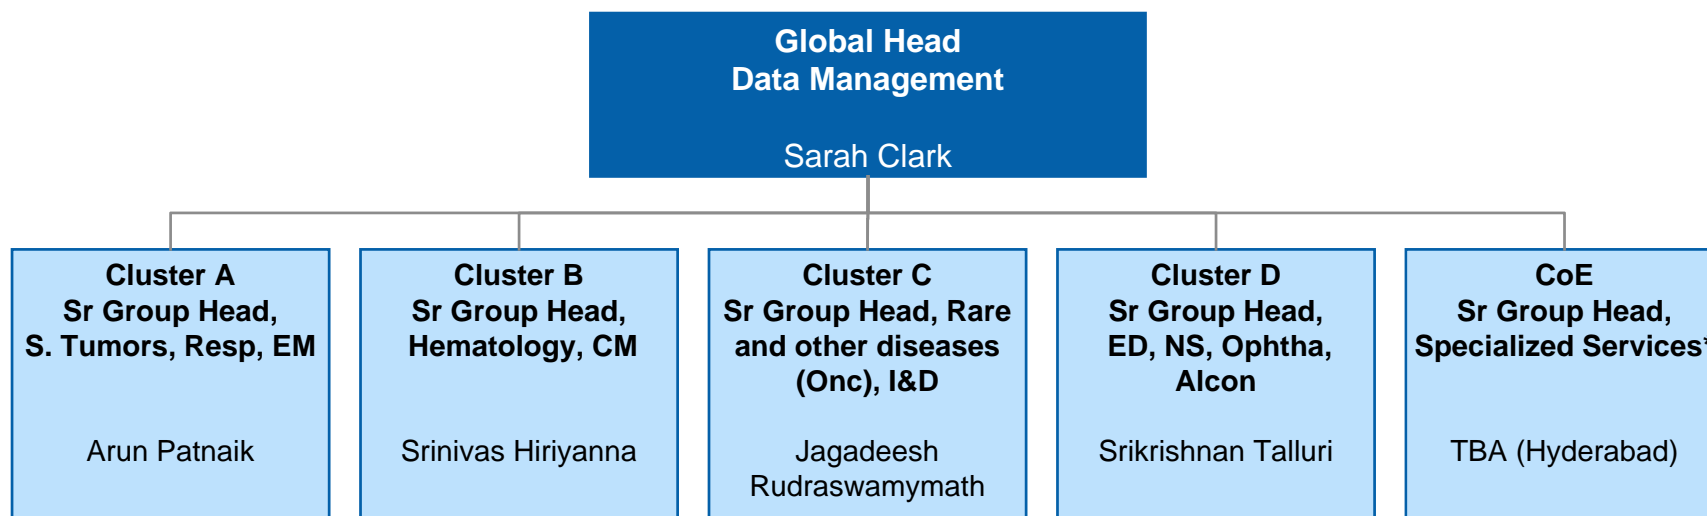 Global Head
Data Management
Sarah Clark
Cluster A
Sr Group Head,
S. Tumors, Resp, EM
Arun Patnaik
Cluster B
Sr Group Head,
Hematology, CM
Srinivas Hiriyanna
Cluster C
Sr Group Head, Rare
and other diseases
(Onc), I&D
Jagadeesh
Rudraswamymath
Cluster D
Sr Group Head,
ED, NS, Ophtha,
Alcon
Srikrishnan Talluri
CoE
Sr Group Head,
Specialized Services*
TBA (Hyderabad)